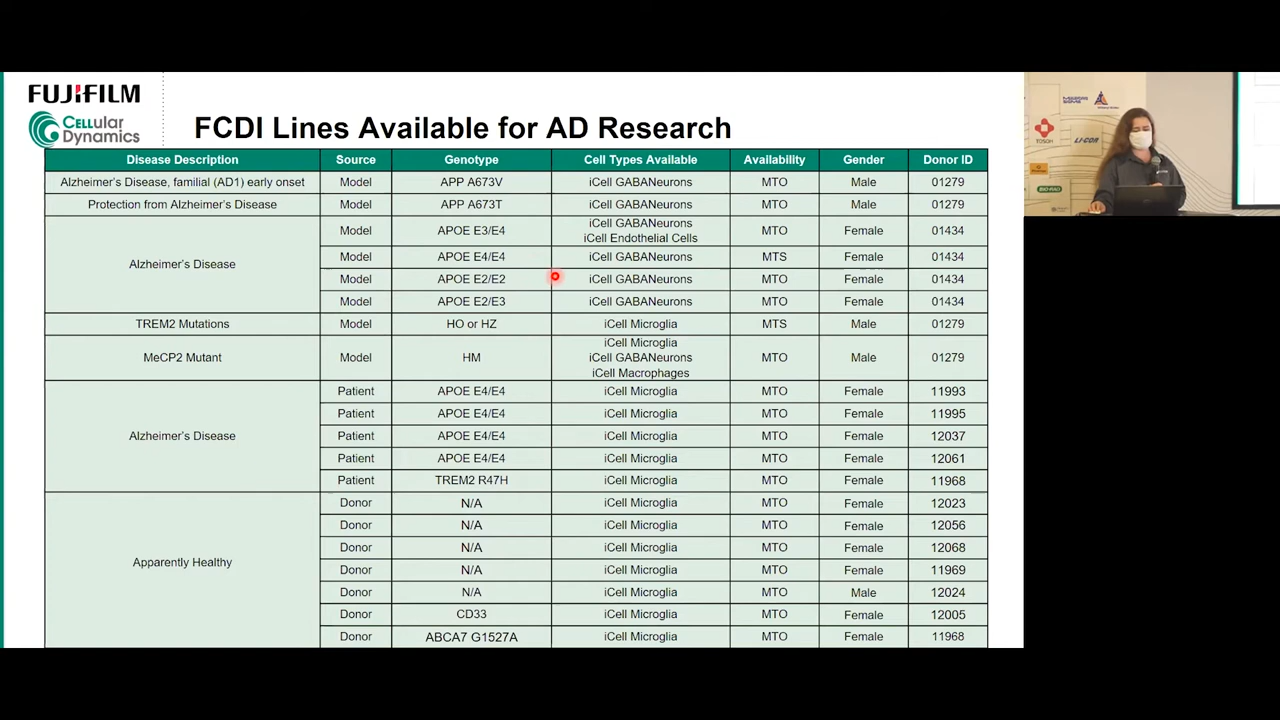 FUJIFILM
CELLular
Dynamics
FCDI Lines Available for AD Research
Disease Description Source Genotype Cell Types Available Availability Gender Donor ID
Alzheimer's Disease, familial (AD1) early onset Model APP A673V iCell GABANeurons MTO Male 01279
Protection from Alzheimer's Disease Model APP A673T iCell GABANeurons MTO Male 01279
Alzheimer's Disease
Model APOE E3/E4 iCell GABANeurons
iCell Endothelial Cells MTO Female 01434
Model APOE E4/E4 iCell GABANeurons MTS Female 01434
Model APOE E2/E2 iCell GABANeurons MTO Female 01434
Model APOE E2/E3 iCell GABANeurons MTO Female 01434
TREM2 Mutations Model HO or HZ iCell Microglia MTS Male 01279
MeCP2 Mutant Model HM iCell Microglia
iCell GABANeurons
iCell Macrophages MTO Male 01279
Alzheimer's Disease
Patient APOE E4/E4 iCell Microglia MTO Female 11993
Patient APOE E4/E4 iCell Microglia MTO Female 11995
Patient APOE E4/E4 iCell Microglia MTO Female 12037
Patient APOE E4/E4 iCell Microglia MTO Female 12061
Patient TREM2 R47H iCell Microglia MTO Female 11968
Apparently Healthy
Donor N/A iCell Microglia MTO Female 12023
Donor N/A iCell Microglia MTO Female 12056
Donor N/A iCell Microglia MTO Female 12068
Donor N/A iCell Microglia MTO Female 11969
Donor N/A iCell Microglia MTO Male 12024
Donor CD33 iCell Microglia MTO Female 12005
Donor ABCA7 G1527A iCell Microglia MTO Female 11968
TOSOH
LI-COR
BIO-RAD